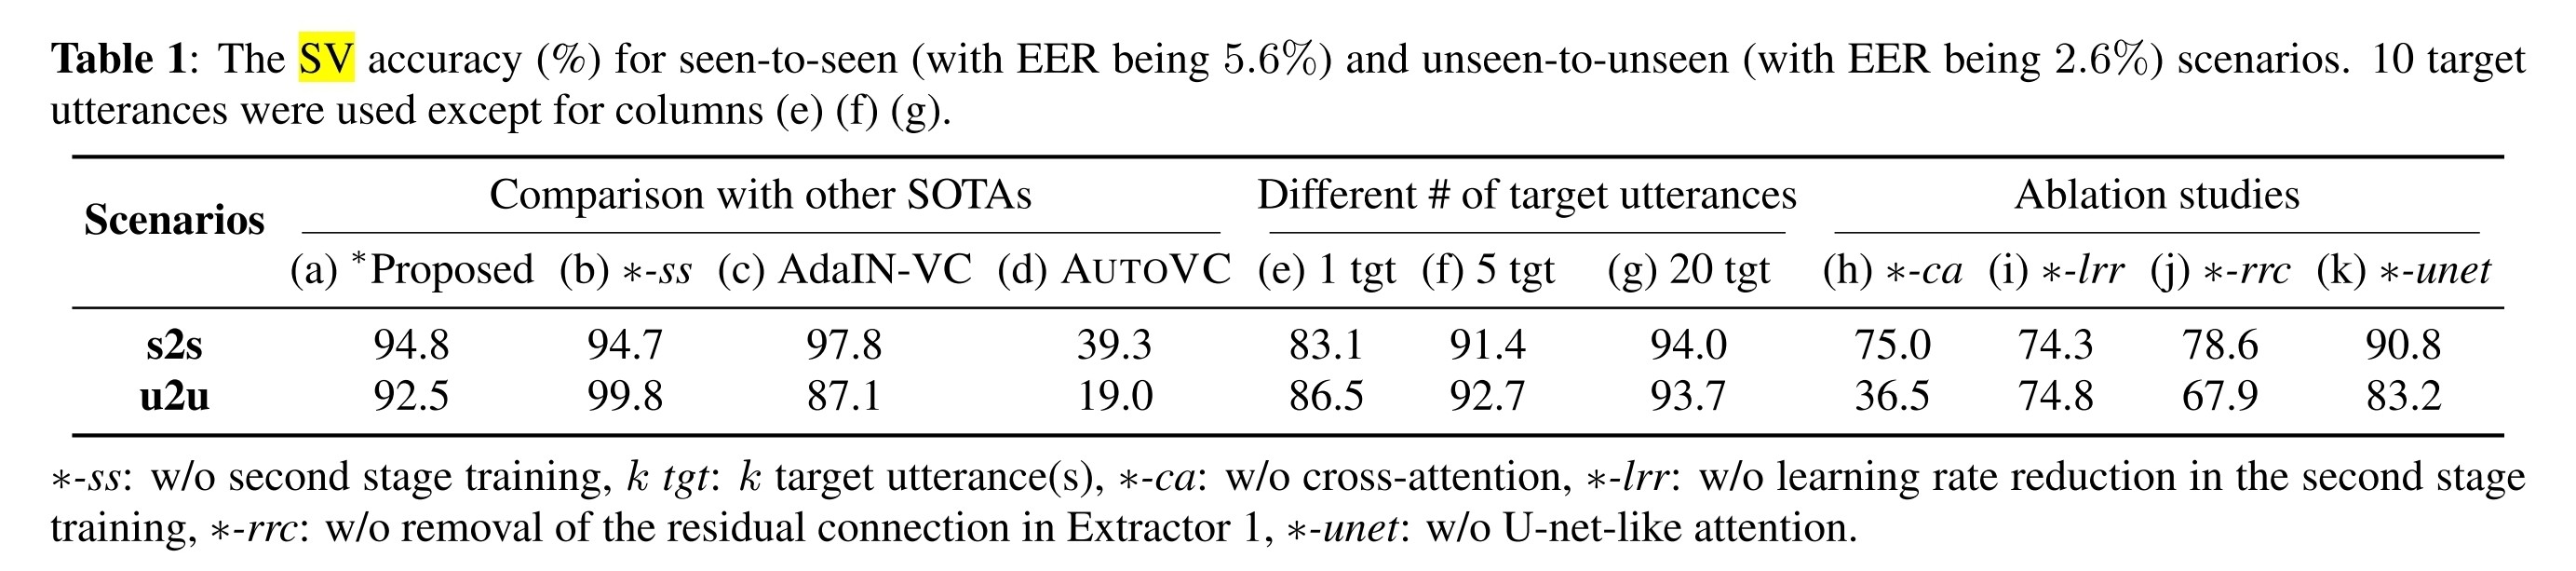 Table 1: The SV accuracy (%) for seen-to-seen (with EER being 5.6%) and unseen-to-unseen (with EER being 2.6%) scenarios. 10 target
utterances were used except for columns (e) (f) (g).
Scenarios Comparison with other SOTAs Different # of target utterances Ablation studies
(a) *Proposed (b) *-ss (c) AdaIN-VC (d) AUTOVC (e) 1 tgt (f) 5 tgt (g) 20 tgt (h) *-ca (i) *-lrr (j) *-rrc (k) *-unet
s2s 94.8 94.7 97.8 39.3 83.1 91.4 94.0 75.0 74.3 78.6 90.8
u2u 92.5 99.8 87.1 19.0 86.5 92.7 93.7 36.5 74.8 67.9 83.2
*-ss: w/o second stage training, k tgt: k target utterance(s), *-ca: w/o cross-attention, *-lrr: w/o learning rate reduction in the second stage
training, *-rrc: w/o removal of the residual connection in Extractor 1, *-unet: w/o U-net-like attention.